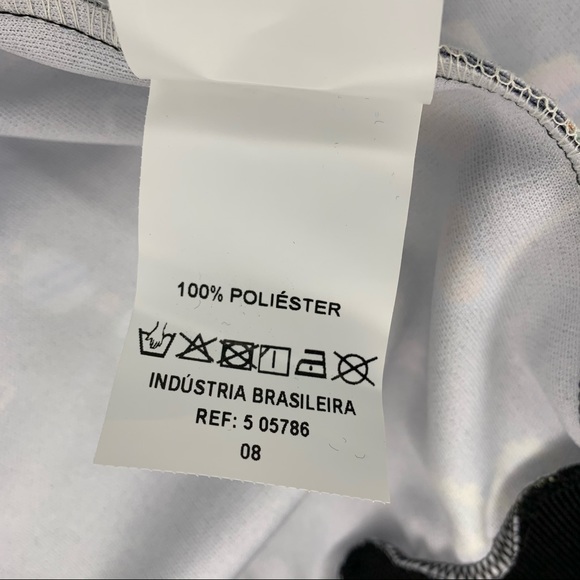 100% POLIÉSTER
INDÚSTRIA BRASILEIRA
REF: 5 05786
08